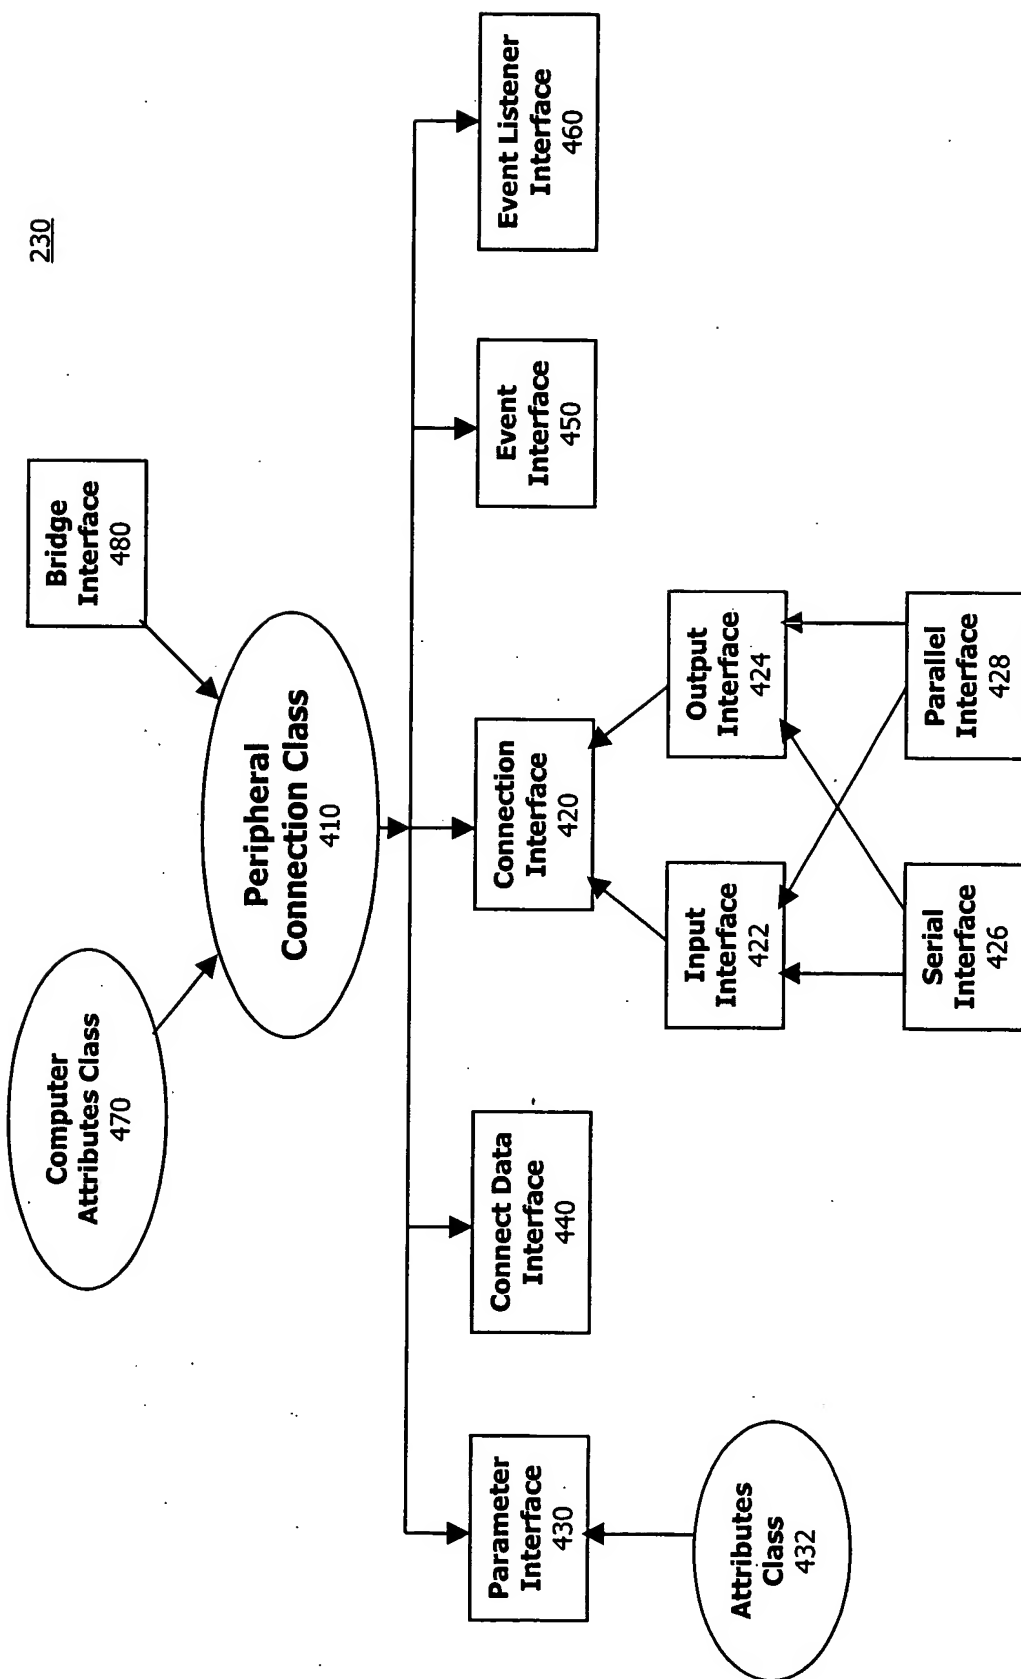 230
Computer
Attributes Class
470
Bridge
Interface
480
Peripheral
Connection Class
410
Parameter
Interface
430
Connect Data
Interface
440
Connection
Interface
420
Event
Interface
450
Event Listener
Interface
460
Attributes
Class
432
Input
Interface
422
Output
Interface
424
Serial
Interface
426
Parallel
Interface
428